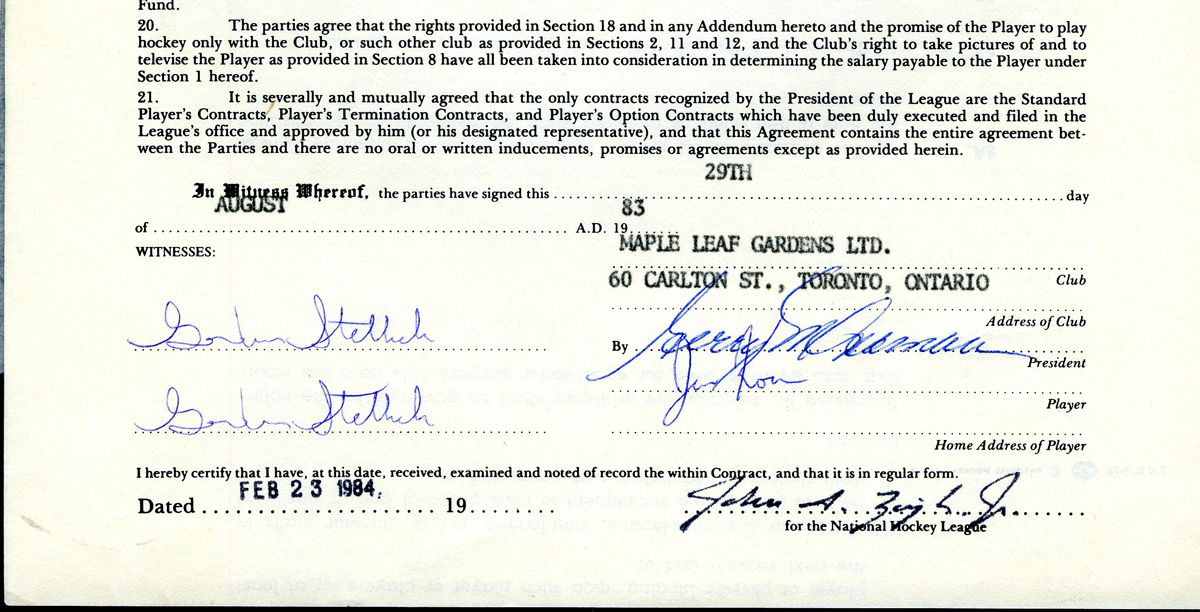 Fund.
20. The parties agree that the rights provided in Section 18 and in any Addendum hereto and the promise of the Player to play
hockey only with the Club, or such other club as provided in Sections 2, 11 and 12, and the Club's right to take pictures of and to
televise the Player as provided in Section 8 have all been taken into consideration in determining the salary payable to the Player under
Section 1 hereof.
21. It is severally and mutually agreed that the only contracts recognized by the President of the League are the Standard
Player's Contracts, Player's Termination Contracts, and Player's Option Contracts which have been duly executed and filed in the
League's office and approved by him (or his designated representative), and that this Agreement contains the entire agreement bet-
ween the Parties and there are no oral or written inducements, promises or agreements except as provided herein.
29TH
In Witness Whereof, the parties have signed this ........ day
AUGUST
83
of ........ A.D. 19........
MAPLE LEAF GARDENS LTD.
WITNESSES:
60 CARLTON ST., TORONTO, ONTARIO
Club
Address of Club
Gordon Stellick
By
President
Player
Gordon Stellick
Home Address of Player
I hereby certify that I have, at this date, received, examined and noted of record the within Contract, and that it is in regular form.
FEB 23 1984.
Dated ........ 19........
John A. Ziegler Jr.
for the National Hockey League